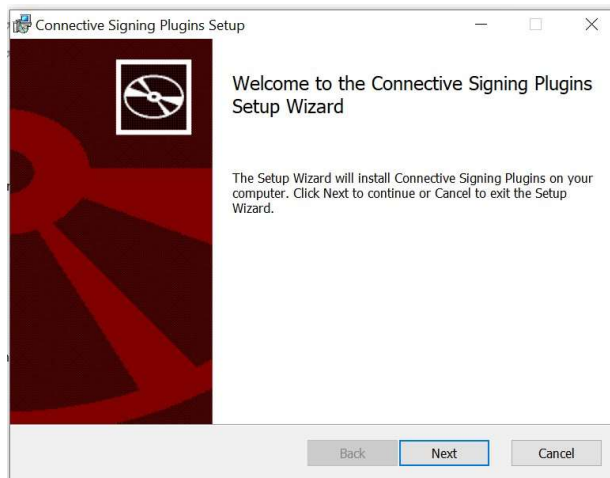 Connective Signing Plugins Setup
Welcome to the Connective Signing Plugins
Setup Wizard
The Setup Wizard will install Connective Signing Plugins on your
computer. Click Next to continue or Cancel to exit the Setup
Wizard.
Back
Next
Cancel